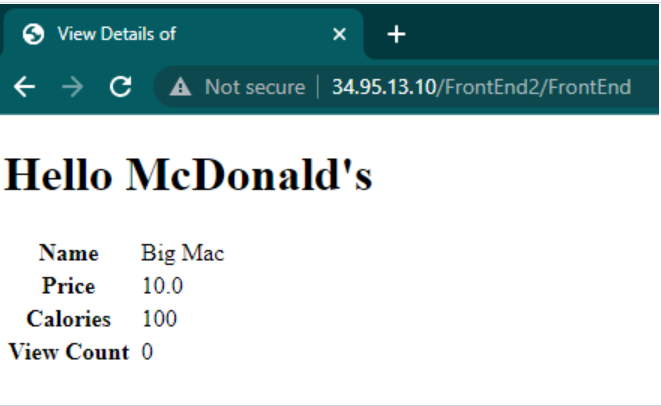 View Details of
Not secure | 34.95.13.10/FrontEnd2/FrontEnd
Hello McDonald's
Name Big Mac
Price 10.0
Calories 100
View Count 0